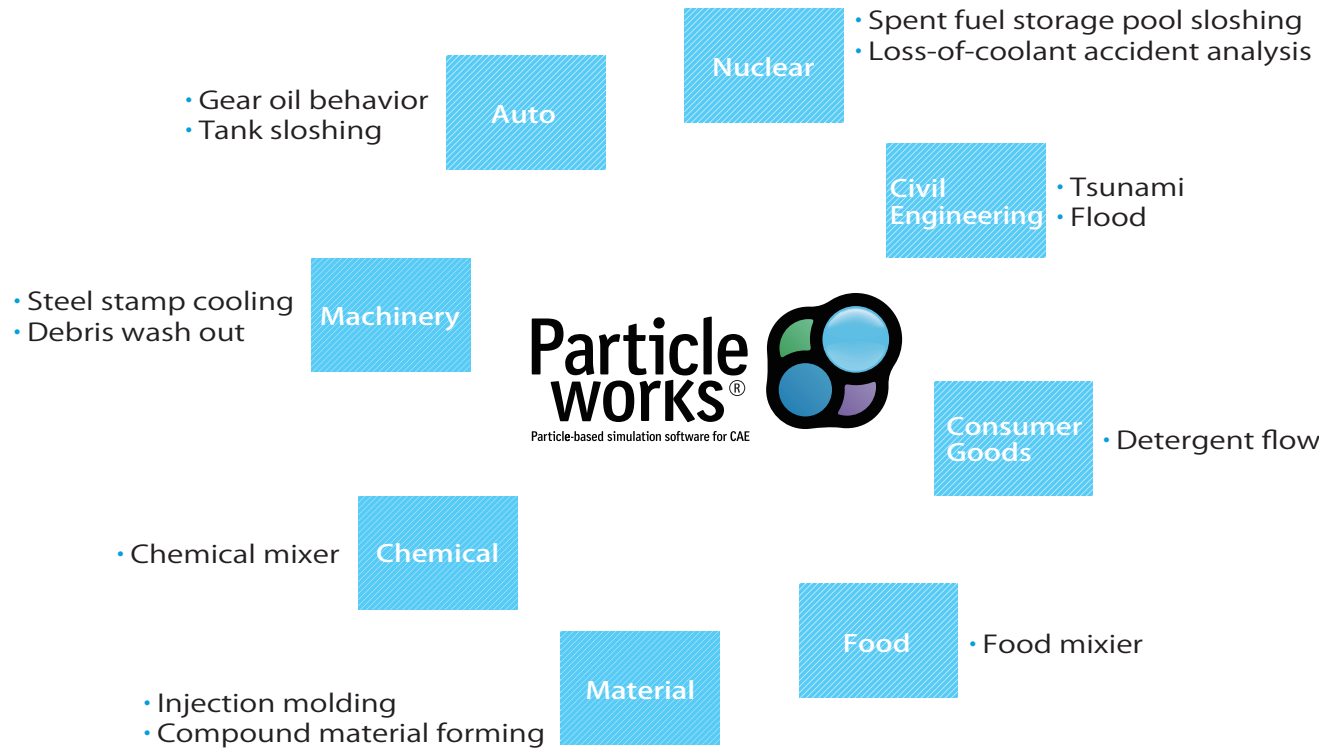 Nuclear
• Spent fuel storage pool sloshing
• Loss-of-coolant accident analysis
Auto
• Gear oil behavior
• Tank sloshing
Civil
Engineering
• Tsunami
• Flood
Machinery
• Steel stamp cooling
• Debris wash out
Particle
works®
Particle-based simulation software for CAE
Consumer
Goods
• Detergent flow
Chemical
• Chemical mixer
Food
• Food mixier
Material
• Injection molding
• Compound material forming